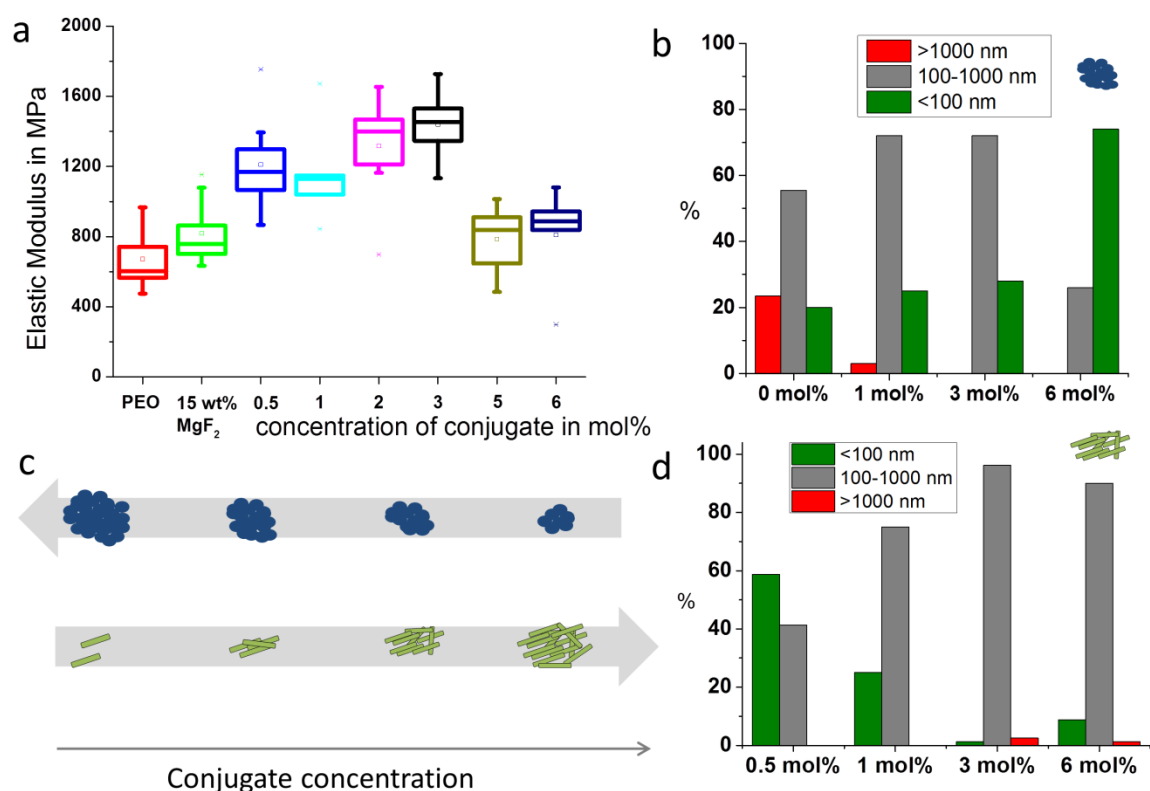 a
Elastic Modulus in MPa
2000
1600
1200
800
400
0
PEO
15 wt%
MgF₂
0.5
1
2
3
5
6
concentration of conjugate in mol%
b
>1000 nm
100-1000 nm
<100 nm
%
100
80
60
40
20
0
0 mol%
1 mol%
3 mol%
6 mol%
c
Conjugate concentration
d
<100 nm
100-1000 nm
>1000 nm
%
100
80
60
40
20
0
0.5 mol%
1 mol%
3 mol%
6 mol%